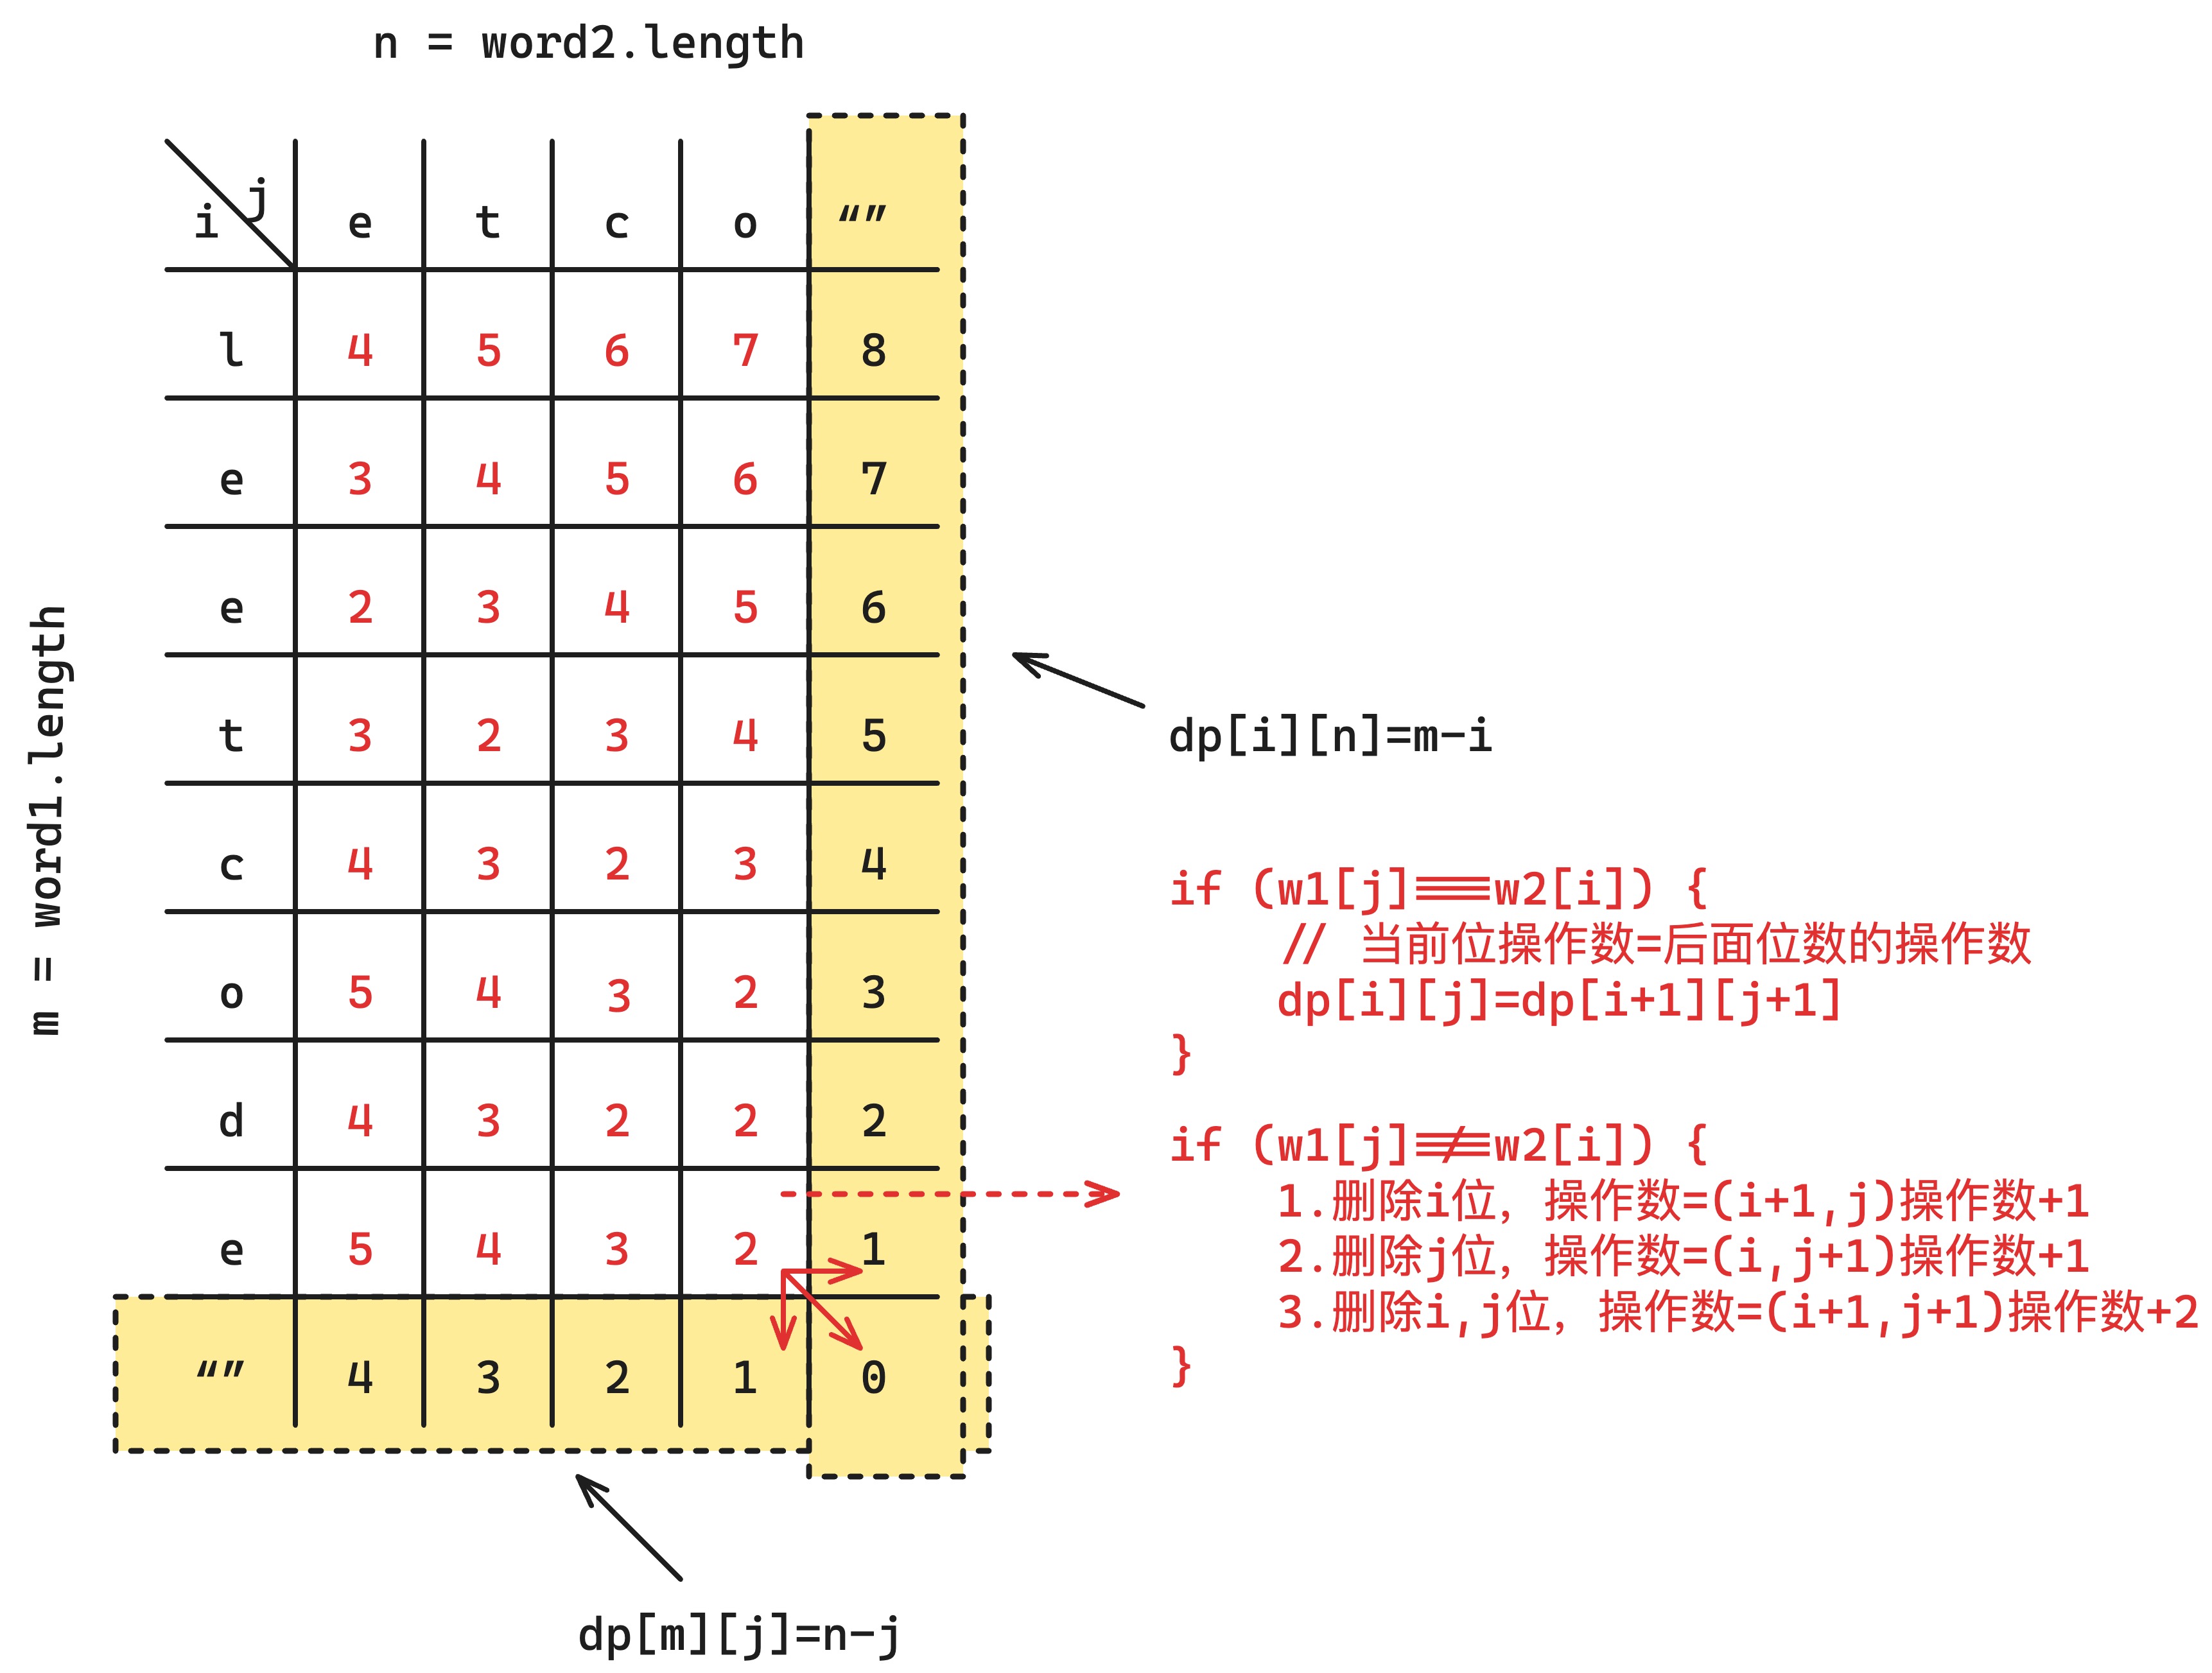 n = word2.length
i j e t c o “”
l 4 5 6 7 8
e 3 4 5 6 7
e 2 3 4 5 6
t 3 2 3 4 5
c 4 3 2 3 4
o 5 4 3 2 3
d 4 3 2 2 2
e 5 4 3 2 1
“” 4 3 2 1 0
m = word1.length
dp[i][n]=m-i
if (w1[j]===w2[i]) {
// 当前位操作数=后面位数的操作数
dp[i][j]=dp[i+1][j+1]
}
if (w1[j]!==w2[i]) {
1.删除i位，操作数=(i+1,j)操作数+1
2.删除j位，操作数=(i,j+1)操作数+1
3.删除i,j位，操作数=(i+1,j+1)操作数+2
}
dp[m][j]=n-j